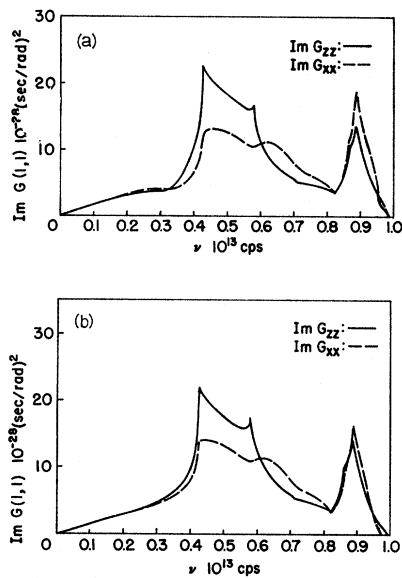 (a)
Im G_zz: ——
Im G_xx: – – –
Im G(1,1) 10^-28 (sec/rad)^2
30
20
10
0 0.1 0.2 0.3 0.4 0.5 0.6 0.7 0.8 0.9 1.0
ν 10^13 cps
(b)
Im G_zz: ——
Im G_xx: – – –
Im G(1,1) 10^-28 (sec/rad)^2
30
20
10
0 0.1 0.2 0.3 0.4 0.5 0.6 0.7 0.8 0.9 1.0
ν 10^13 cps